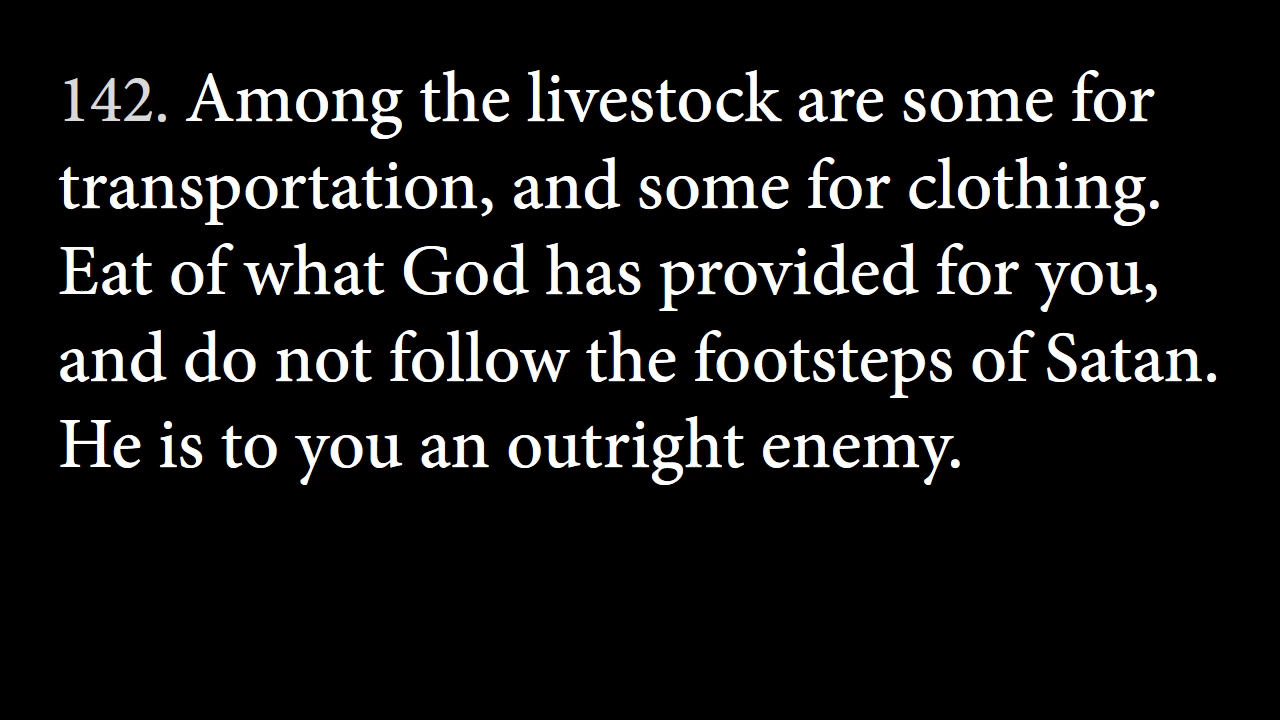 142. Among the livestock are some for
transportation, and some for clothing.
Eat of what God has provided for you,
and do not follow the footsteps of Satan.
He is to you an outright enemy.